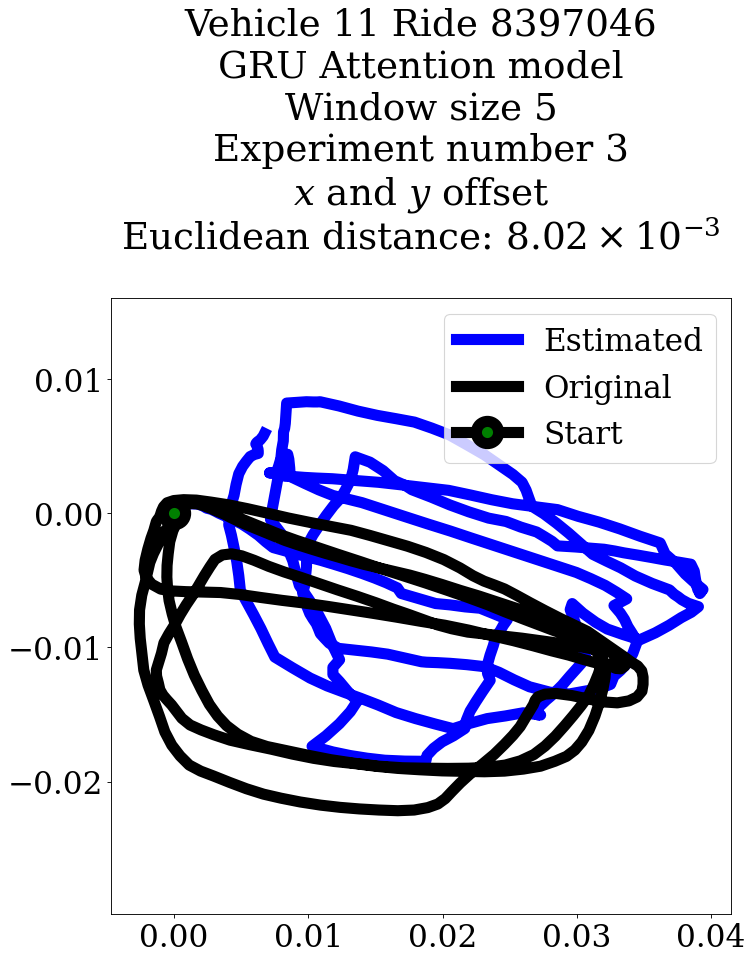 Vehicle 11 Ride 8397046
GRU Attention model
Window size 5
Experiment number 3
x and y offset
Euclidean distance: 8.02 × 10⁻³
Estimated
Original
Start
0.01
0.00
−0.01
−0.02
0.00 0.01 0.02 0.03 0.04